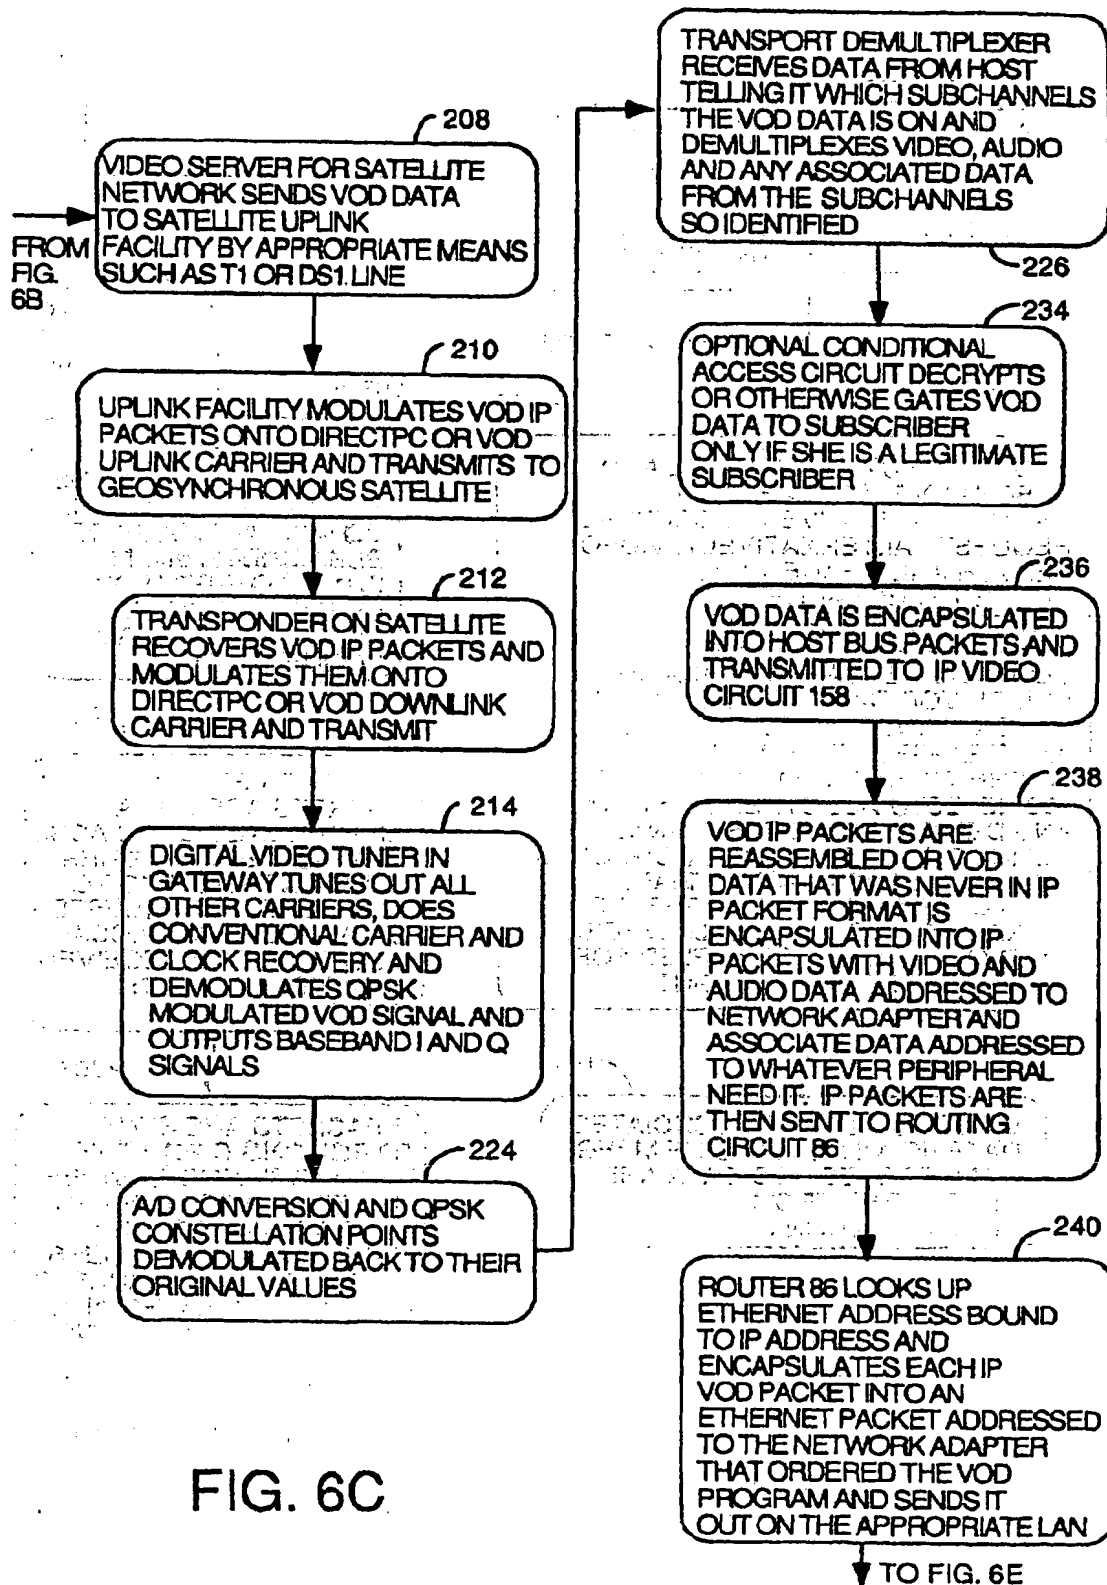 208
VIDEO SERVER FOR SATELLITE
NETWORK SENDS VOD DATA
TO SATELLITE UPLINK
FACILITY BY APPROPRIATE MEANS
SUCH AS T1 OR DS1 LINE
FROM
FIG.
6B
210
UPLINK FACILITY MODULATES VOD IP
PACKETS ONTO DIRECTPC OR VOD
UPLINK CARRIER AND TRANSMITS TO
GEOSYNCHRONOUS SATELLITE
212
TRANSPONDER ON SATELLITE
RECOVERS VOD IP PACKETS AND
MODULATES THEM ONTO
DIRECTPC OR VOD DOWNLINK
CARRIER AND TRANSMIT
214
DIGITAL VIDEO TUNER IN
GATEWAY TUNES OUT ALL
OTHER CARRIERS, DOES
CONVENTIONAL CARRIER AND
CLOCK RECOVERY AND
DEMODULATES QPSK
MODULATED VOD SIGNAL AND
OUTPUTS BASEBAND I AND Q
SIGNALS
224
A/D CONVERSION AND QPSK
CONSTELLATION POINTS
DEMODULATED BACK TO THEIR
ORIGINAL VALUES
TRANSPORT DEMULTIPLEXER
RECEIVES DATA FROM HOST
TELLING IT WHICH SUBCHANNELS
THE VOD DATA IS ON AND
DEMULTIPLEXES VIDEO, AUDIO
AND ANY ASSOCIATED DATA
FROM THE SUBCHANNELS
SO IDENTIFIED
226
234
OPTIONAL CONDITIONAL
ACCESS CIRCUIT DECRYPTS
OR OTHERWISE GATES VOD
DATA TO SUBSCRIBER
ONLY IF SHE IS A LEGITIMATE
SUBSCRIBER
236
VOD DATA IS ENCAPSULATED
INTO HOST BUS PACKETS AND
TRANSMITTED TO IP VIDEO
CIRCUIT 158
238
VOD IP PACKETS ARE
REASSEMBLED OR VOD
DATA THAT WAS NEVER IN IP
PACKET FORMAT IS
ENCAPSULATED INTO IP
PACKETS WITH VIDEO AND
AUDIO DATA ADDRESSED TO
NETWORK ADAPTER AND
ASSOCIATE DATA ADDRESSED
TO WHATEVER PERIPHERAL
NEED IT. IP PACKETS ARE
THEN SENT TO ROUTING
CIRCUIT 86
240
ROUTER 86 LOOKS UP
ETHERNET ADDRESS BOUND
TO IP ADDRESS AND
ENCAPSULATES EACH IP
VOD PACKET INTO AN
ETHERNET PACKET ADDRESSED
TO THE NETWORK ADAPTER
THAT ORDERED THE VOD
PROGRAM AND SENDS IT
OUT ON THE APPROPRIATE LAN
TO FIG. 6E
FIG. 6C